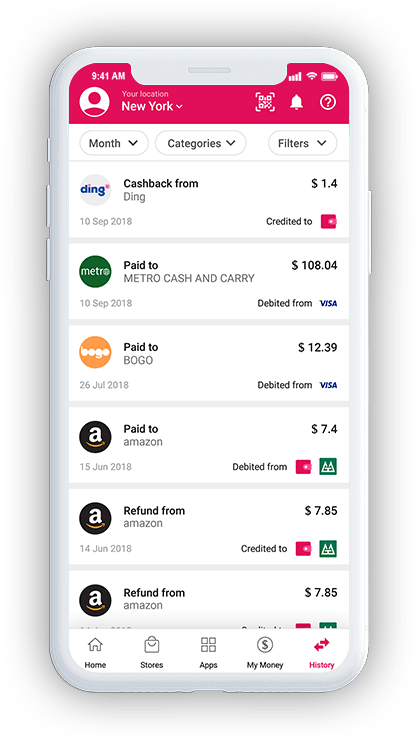 9:41 AM
Your location
New York
Month
Categories
Filters
ding
Cashback from
$ 1.4
Ding
10 Sep 2018
Credited to
metro
Paid to
$ 108.04
METRO CASH AND CARRY
10 Sep 2018
Debited from
VISA
bogo
Paid to
$ 12.39
BOGO
26 Jul 2018
Debited from
VISA
a
Paid to
$ 7.4
amazon
15 Jun 2018
Debited from
a
Refund from
$ 7.85
amazon
14 Jun 2018
Credited to
a
Refund from
$ 7.85
amazon
Home
Stores
Apps
My Money
History